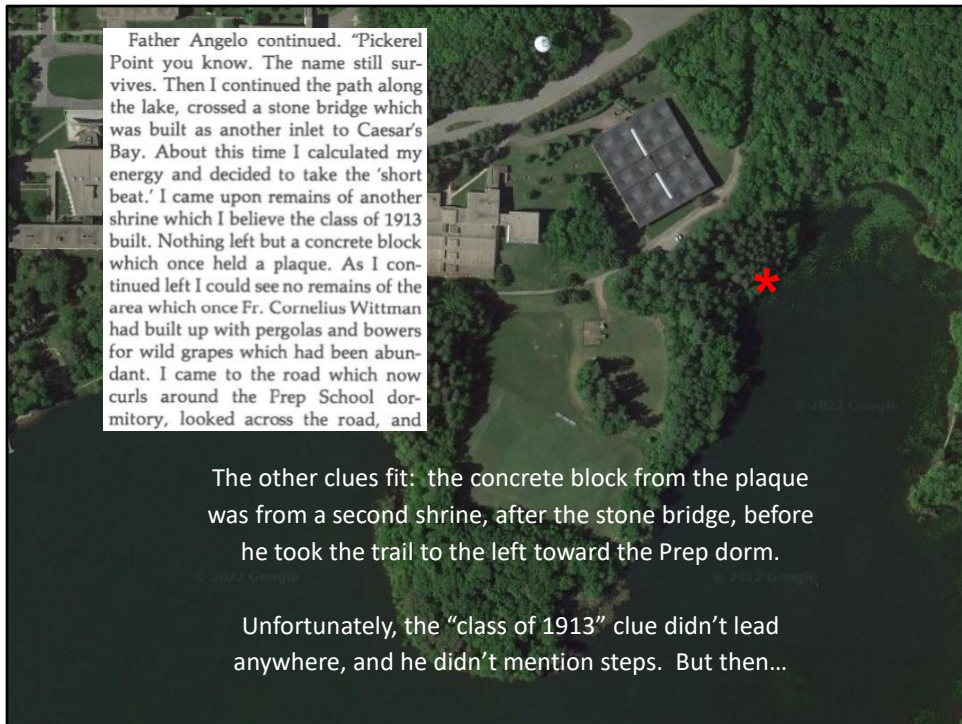 Father Angelo continued. “Pickerel
Point you know. The name still sur-
vives. Then I continued the path along
the lake, crossed a stone bridge which
was built as another inlet to Caesar's
Bay. About this time I calculated my
energy and decided to take the ‘short
beat.’ I came upon remains of another
shrine which I believe the class of 1913
built. Nothing left but a concrete block
which once held a plaque. As I con-
tinued left I could see no remains of the
area which once Fr. Cornelius Wittman
had built up with pergolas and bowers
for wild grapes which had been abun-
dant. I came to the road which now
curls around the Prep School dor-
mitory, looked across the road, and
*
© 2022 Google
The other clues fit:  the concrete block from the plaque
was from a second shrine, after the stone bridge, before
he took the trail to the left toward the Prep dorm.
© 2022 Google
© 2022 Google
Unfortunately, the “class of 1913” clue didn’t lead
anywhere, and he didn’t mention steps.  But then…